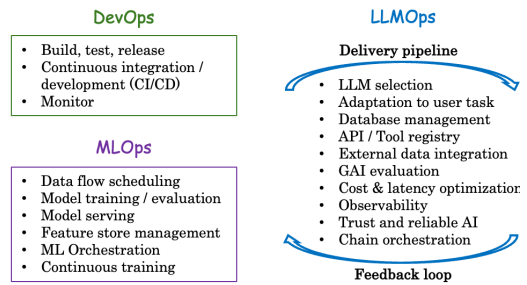 DevOps
• Build, test, release
• Continuous integration /
development (CI/CD)
• Monitor
MLOps
• Data flow scheduling
• Model training / evaluation
• Model serving
• Feature store management
• ML Orchestration
• Continuous training
LLMOps
Delivery pipeline
• LLM selection
• Adaptation to user task
• Database management
• API / Tool registry
• External data integration
• GAI evaluation
• Cost & latency optimization
• Observability
• Trust and reliable AI
• Chain orchestration
Feedback loop